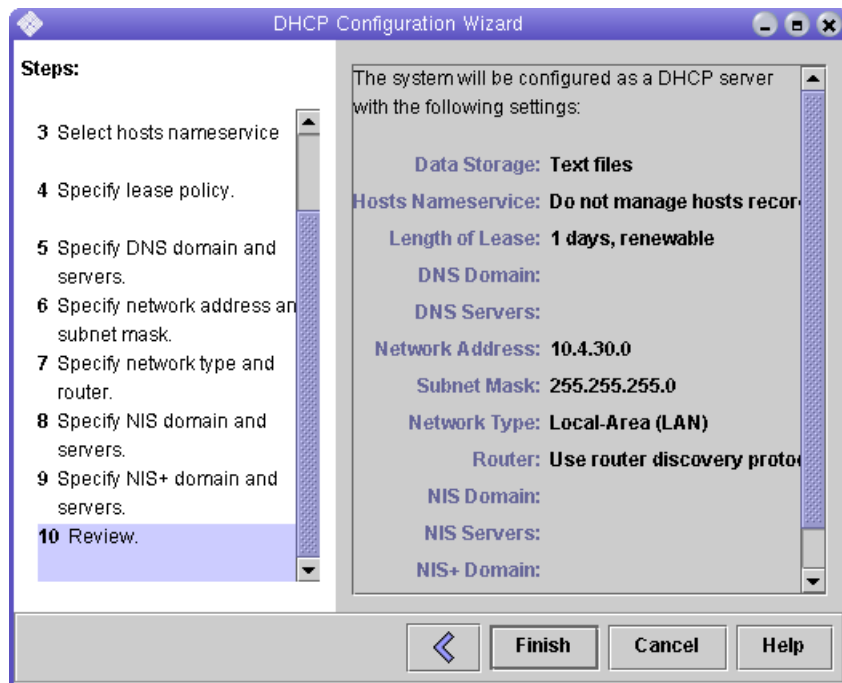 DHCP Configuration Wizard
Steps:
3 Select hosts nameservice
4 Specify lease policy.
5 Specify DNS domain and
servers.
6 Specify network address an
subnet mask.
7 Specify network type and
router.
8 Specify NIS domain and
servers.
9 Specify NIS+ domain and
servers.
10 Review.
The system will be configured as a DHCP server
with the following settings:
Data Storage: Text files
Hosts Nameservice: Do not manage hosts recor
Length of Lease: 1 days, renewable
DNS Domain:
DNS Servers:
Network Address: 10.4.30.0
Subnet Mask: 255.255.255.0
Network Type: Local-Area (LAN)
Router: Use router discovery proto
NIS Domain:
NIS Servers:
NIS+ Domain:
Finish
Cancel
Help